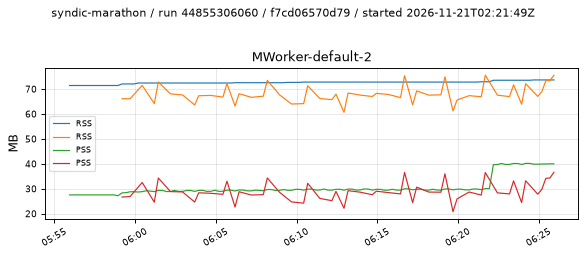 syndic-marathon / run 44855306060 / f7cd06570d79 / started 2026-11-21T02:21:49Z
MWorker-default-2
MB
70
60
50
40
30
20
RSS
RSS
PSS
PSS
05:55
06:00
06:05
06:10
06:15
06:20
06:25